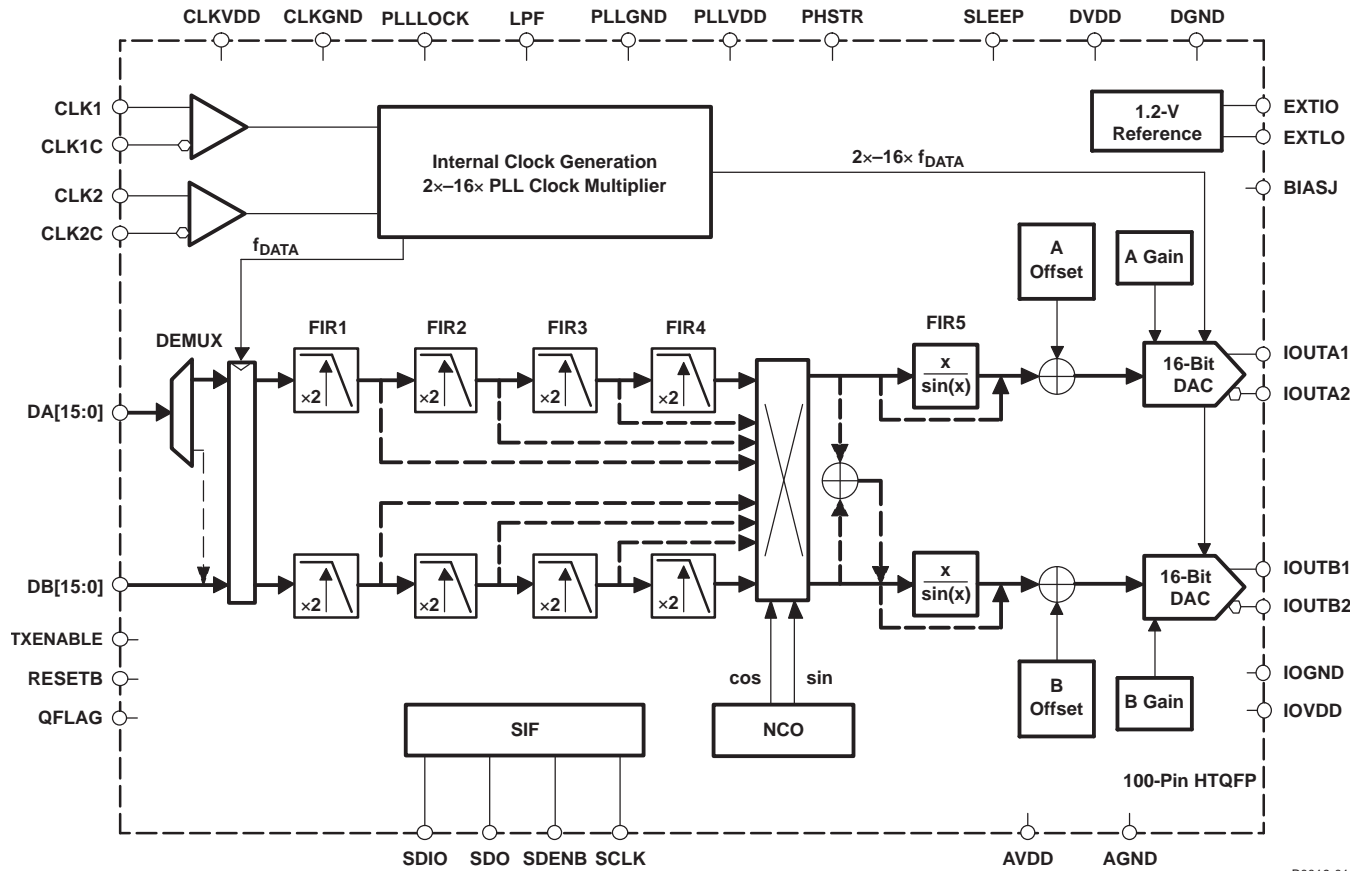 CLKVDD CLKGND PLLLOCK LPF PLLGND PLLVDD PHSTR SLEEP DVDD DGND
CLK1
CLK1C
CLK2
CLK2C
Internal Clock Generation
2×–16× PLL Clock Multiplier
2×–16× fDATA
fDATA
1.2-V
Reference
EXTIO
EXTLO
BIASJ
A
Offset
A Gain
DEMUX
FIR1 FIR2 FIR3 FIR4 FIR5
×2 ×2 ×2 ×2
x
sin(x)
16-Bit
DAC
IOUTA1
IOUTA2
DA[15:0]
DB[15:0]
×2 ×2 ×2 ×2
x
sin(x)
16-Bit
DAC
IOUTB1
IOUTB2
TXENABLE
RESETB
QFLAG
cos sin
SIF
NCO
B
Offset
B Gain
IOGND
IOVDD
100-Pin HTQFP
SDIO SDO SDENB SCLK AVDD AGND